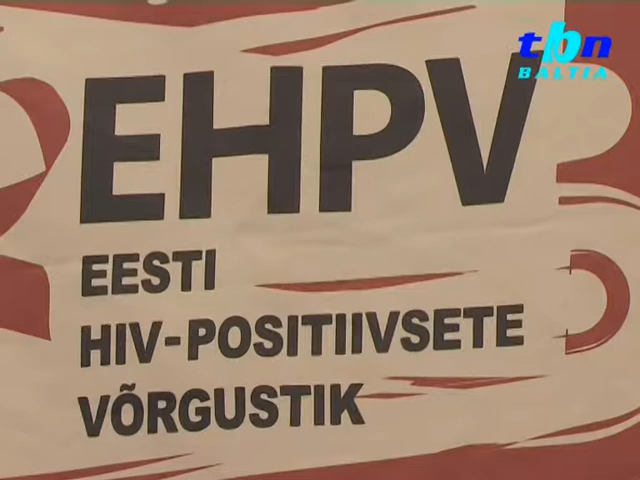 tbn
BALTIA
EHPV
EESTI
HIV-POSITIIVSETE
VÕRGUSTIK